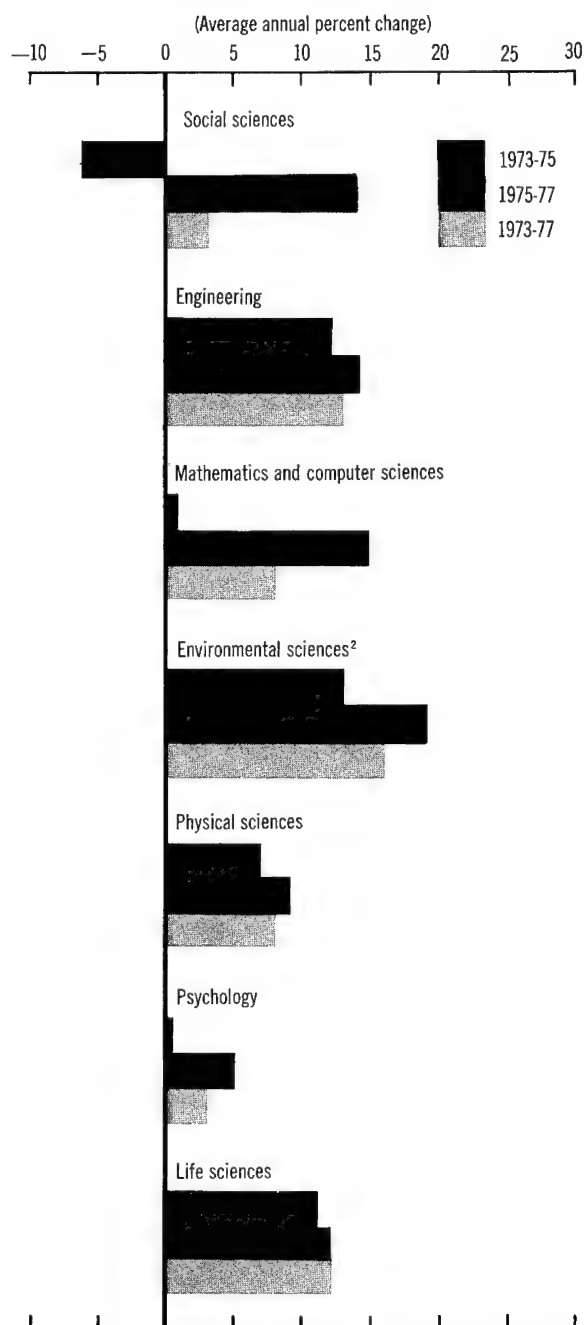 (Average annual percent change)
—10 —5 0 5 10 15 20 25 30
Social sciences
1973-75
1975-77
1973-77
Engineering
Mathematics and computer sciences
Environmental sciences²
Physical sciences
Psychology
Life sciences